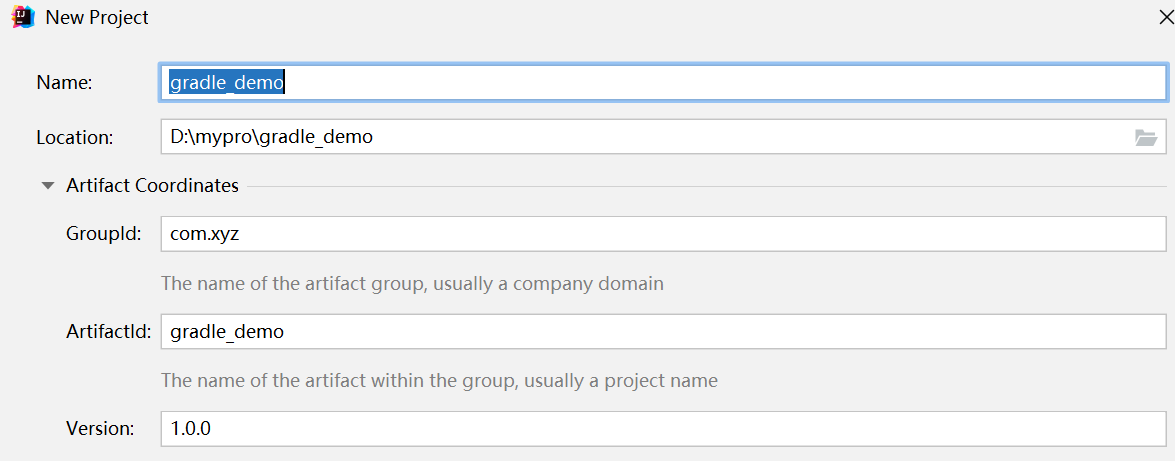 New Project
Name: gradle_demo
Location: D:\mypro\gradle_demo
Artifact Coordinates
GroupId: com.xyz
The name of the artifact group, usually a company domain
ArtifactId: gradle_demo
The name of the artifact within the group, usually a project name
Version: 1.0.0